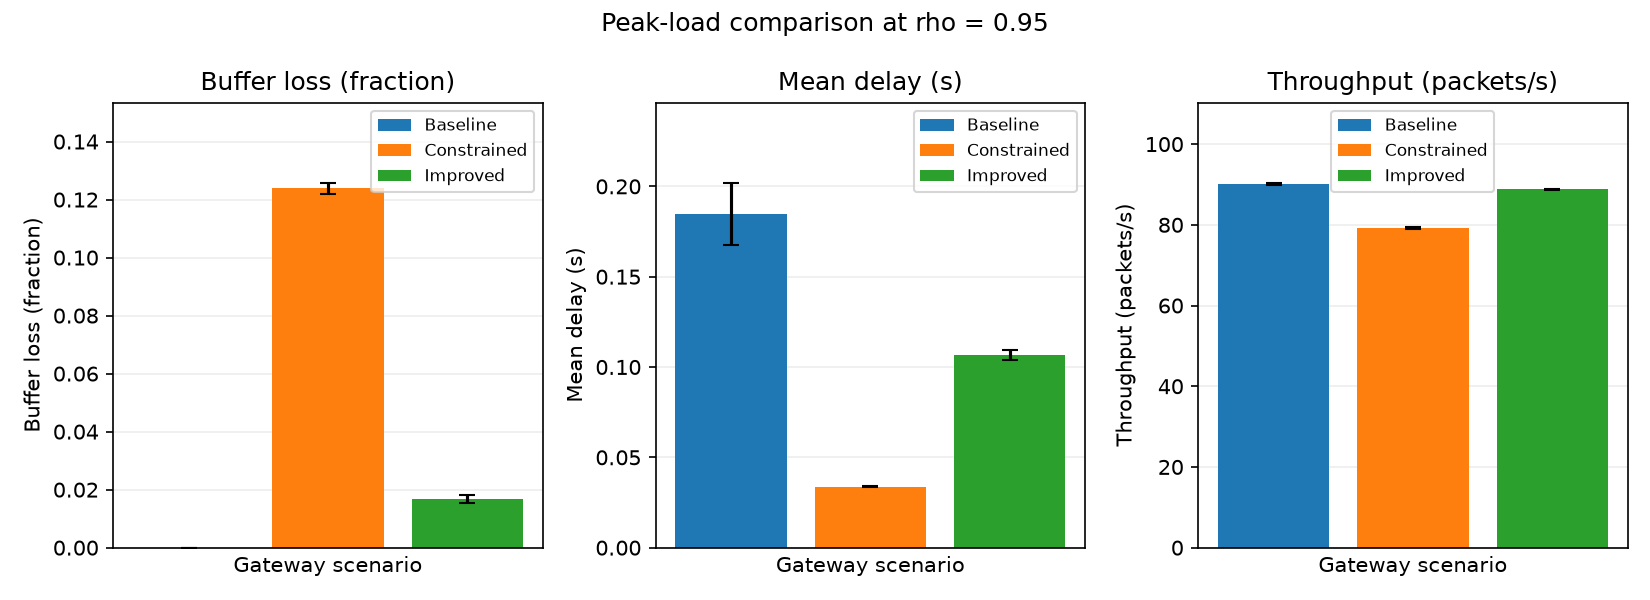 Peak-load comparison at rho = 0.95
Buffer loss (fraction)
Buffer loss (fraction)
0.14
0.12
0.10
0.08
0.06
0.04
0.02
0.00
Baseline
Constrained
Improved
Gateway scenario
Mean delay (s)
Mean delay (s)
0.20
0.15
0.10
0.05
0.00
Baseline
Constrained
Improved
Gateway scenario
Throughput (packets/s)
Throughput (packets/s)
100
80
60
40
20
0
Baseline
Constrained
Improved
Gateway scenario